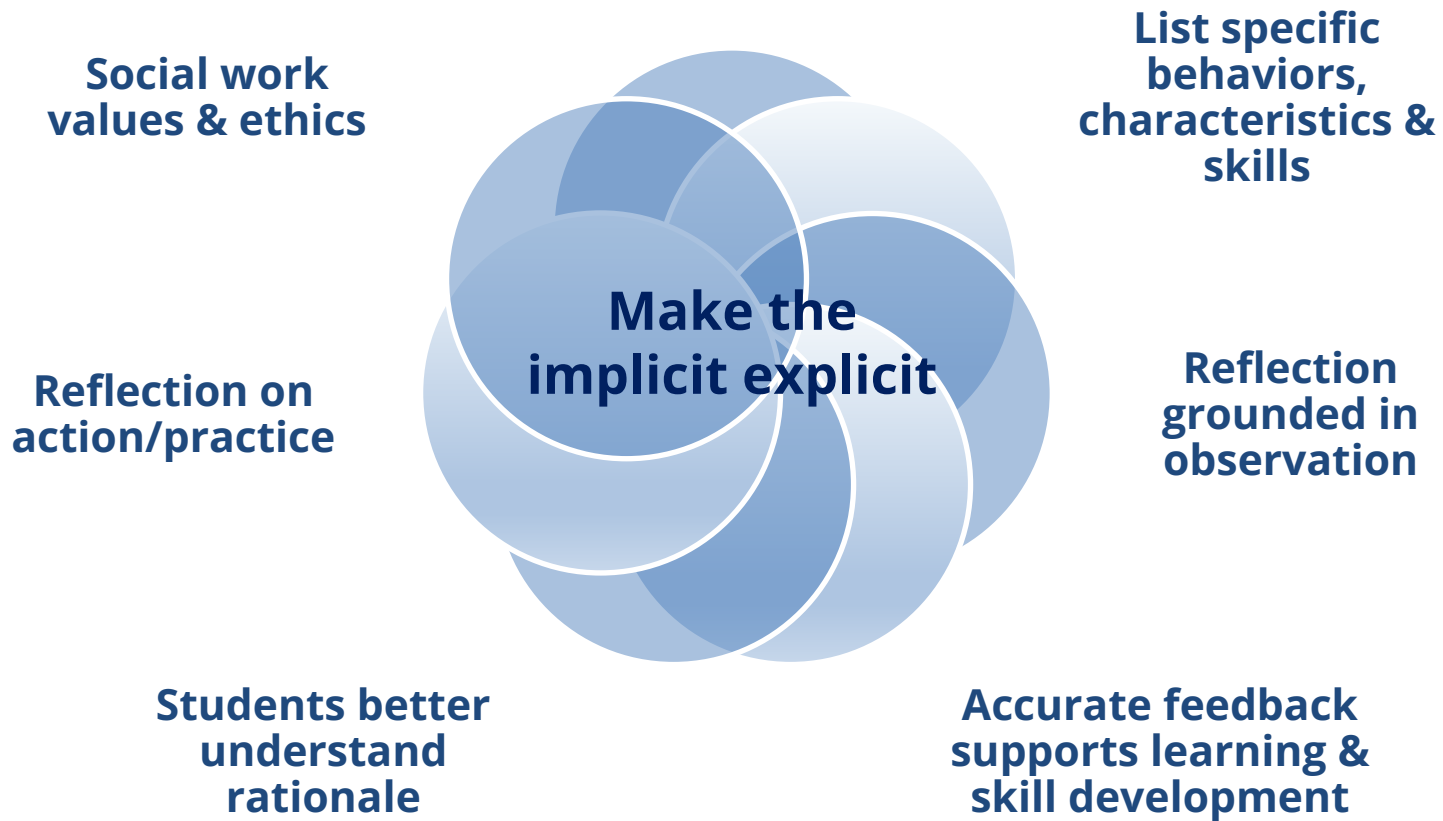 Social work
values & ethics
List specific
behaviors,
characteristics &
skills
Make the
implicit explicit
Reflection on
action/practice
Reflection
grounded in
observation
Students better
understand
rationale
Accurate feedback
supports learning &
skill development